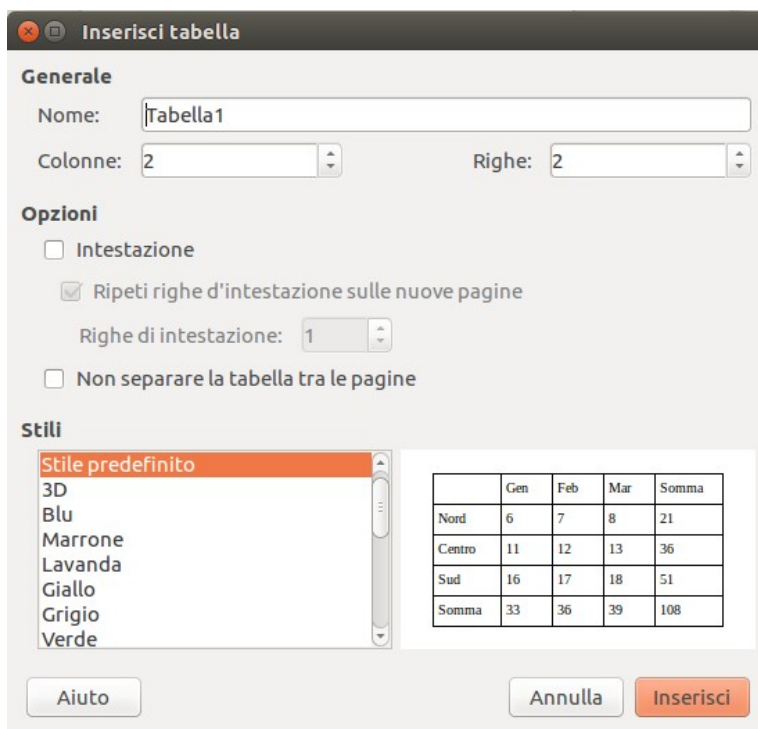 Inserisci tabella
Generale
Nome: Tabella1
Colonne: 2 Righe: 2
Opzioni
Intestazione
Ripeti righe d'intestazione sulle nuove pagine
Righe di intestazione: 1
Non separare la tabella tra le pagine
Stili
Stile predefinito
3D
Blu
Marrone
Lavanda
Giallo
Grigio
Verde
Gen Feb Mar Somma
Nord 6 7 8 21
Centro 11 12 13 36
Sud 16 17 18 51
Somma 33 36 39 108
Aiuto Annulla Inserisci